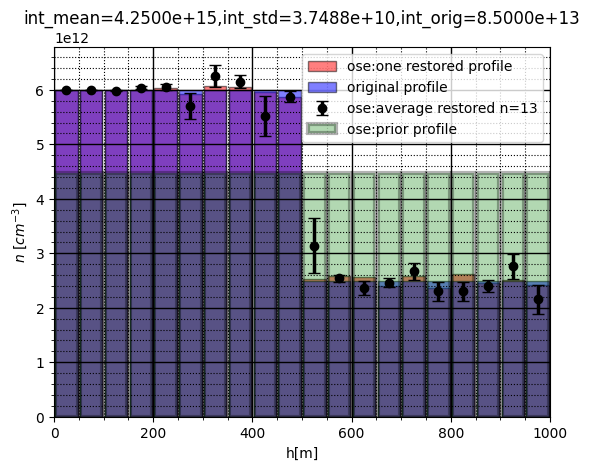 int_mean=4.2500e+15,int_std=3.7488e+10,int_orig=8.5000e+13
1e12
ose:one restored profile
original profile
ose:average restored n=13
ose:prior profile
6
5
4
3
2
1
0
n [cm⁻³]
0 200 400 600 800 1000
h[m]